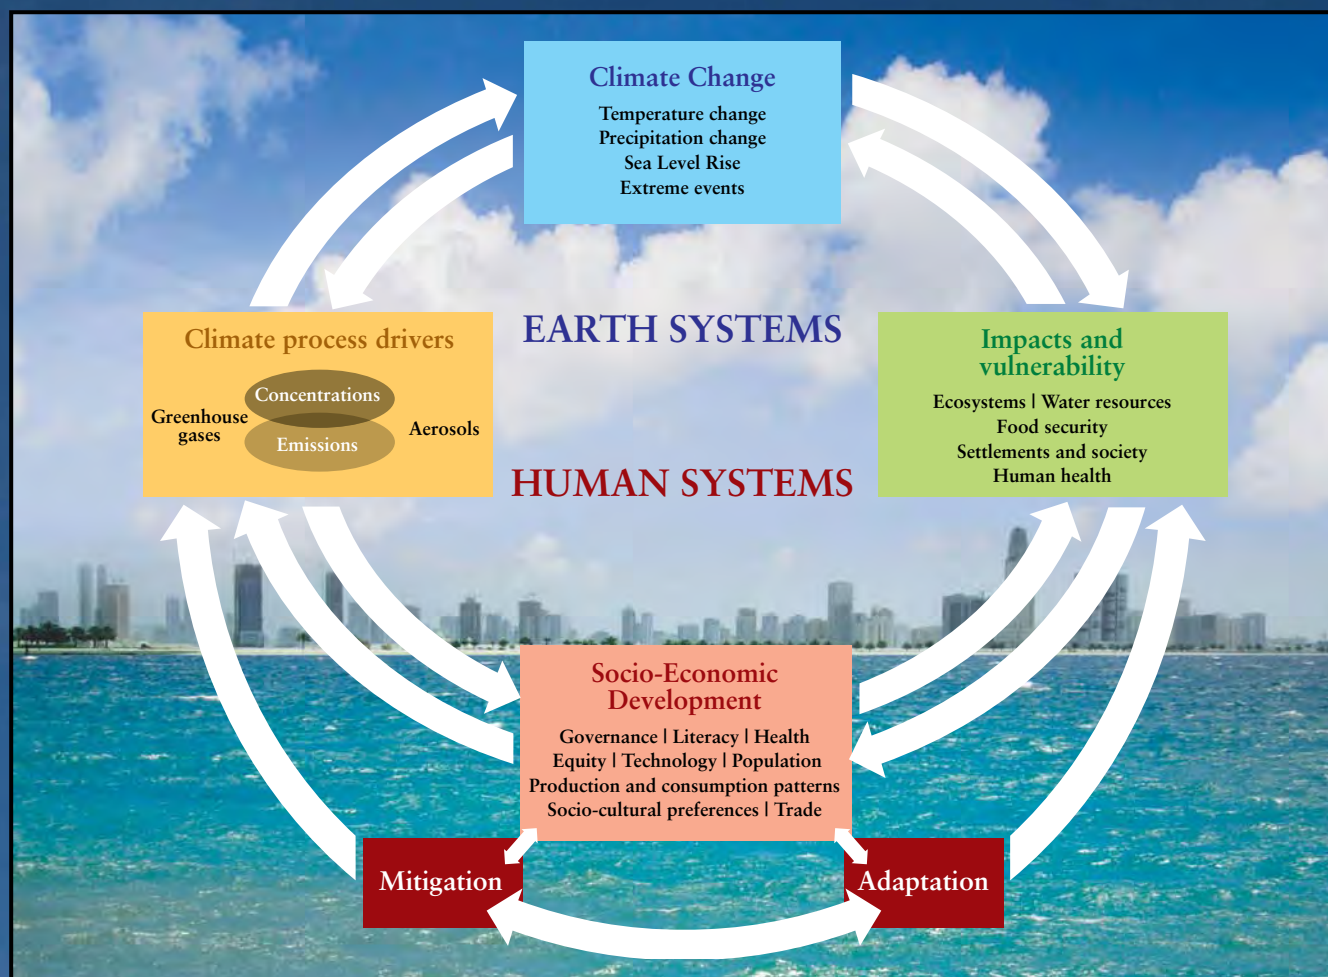 Climate Change
Temperature change
Precipitation change
Sea Level Rise
Extreme events
EARTH SYSTEMS
Climate process drivers
Concentrations
Greenhouse
gases
Emissions
Aerosols
Impacts and
vulnerability
Ecosystems | Water resources
Food security
Settlements and society
Human health
HUMAN SYSTEMS
Socio-Economic
Development
Governance | Literacy | Health
Equity | Technology | Population
Production and consumption patterns
Socio-cultural preferences | Trade
Mitigation
Adaptation